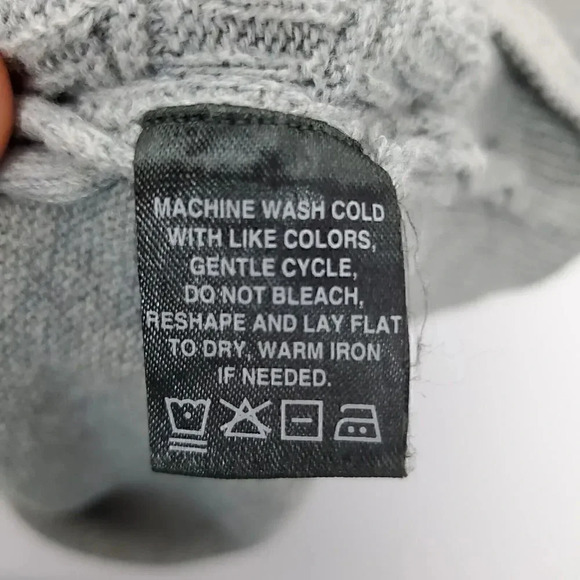 MACHINE WASH COLD
WITH LIKE COLORS,
GENTLE CYCLE,
DO NOT BLEACH,
RESHAPE AND LAY FLAT
TO DRY, WARM IRON
IF NEEDED.